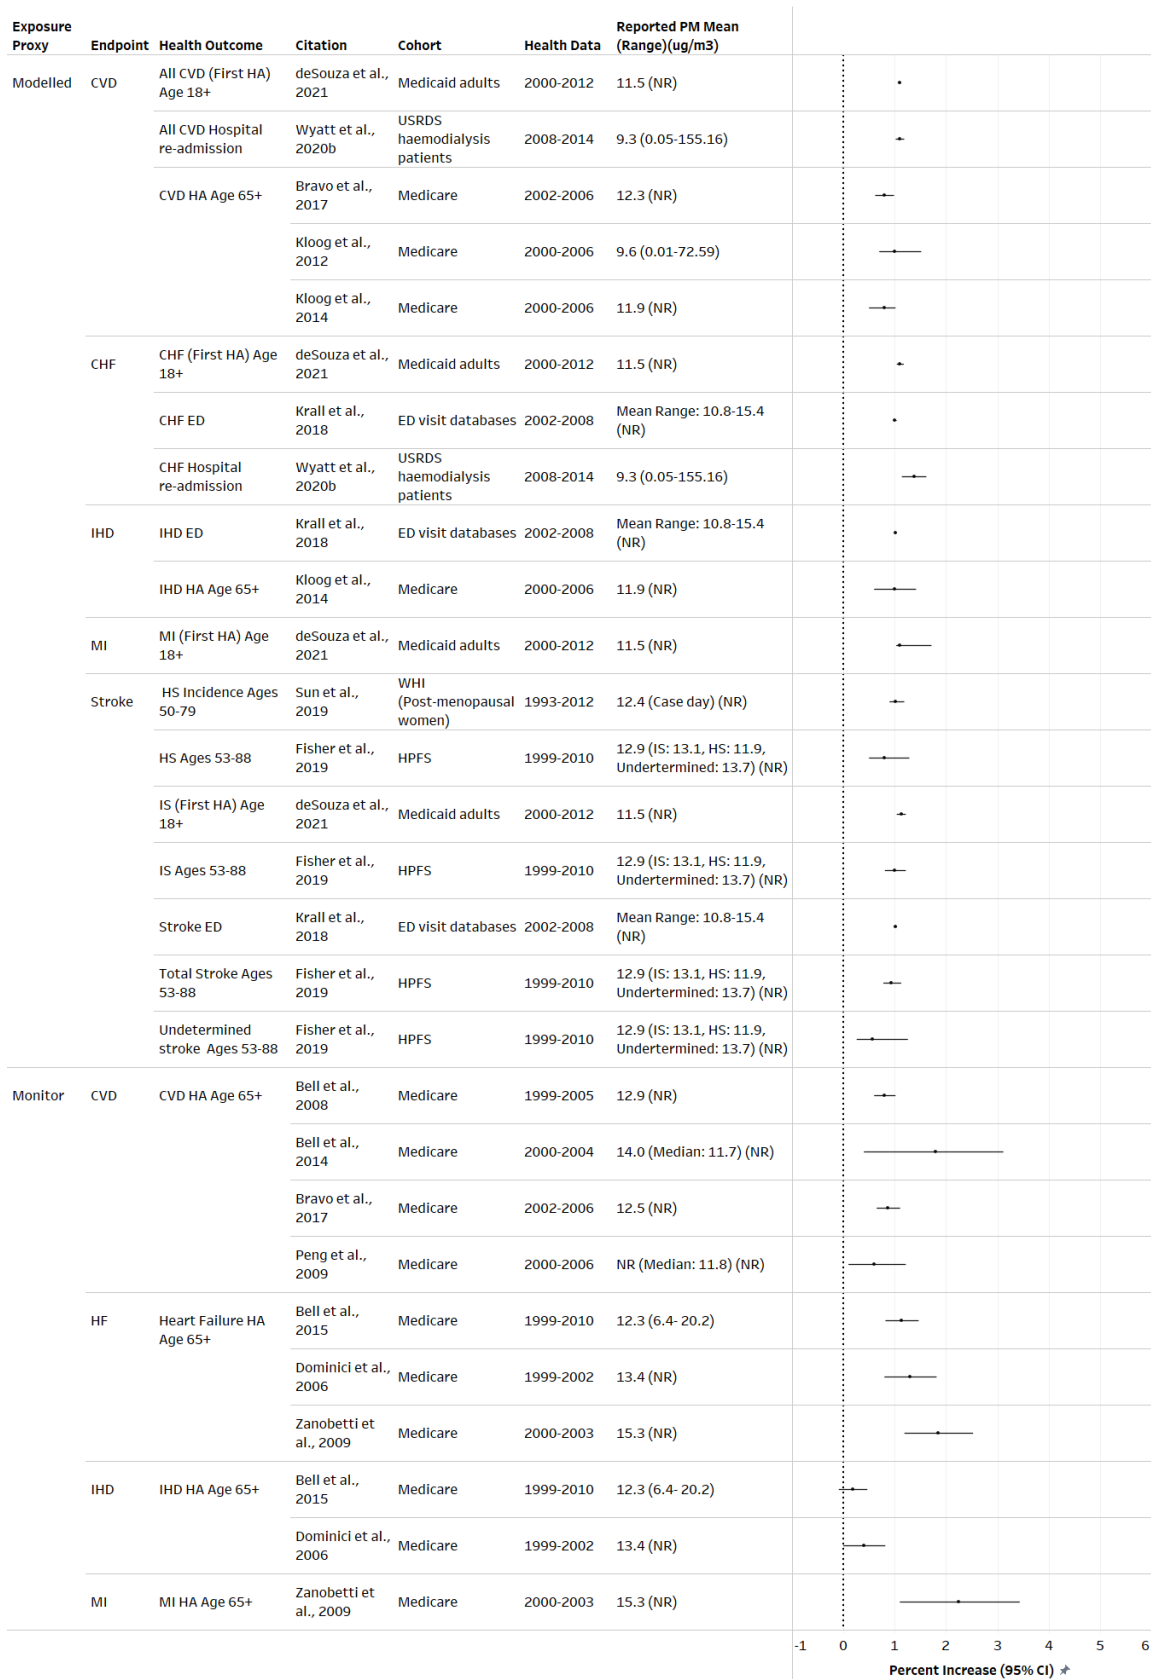 Exposure Proxy Endpoint Health Outcome Citation Cohort Health Data Reported PM Mean (Range)(ug/m3)
Modelled CVD All CVD (First HA) Age 18+ deSouza et al., 2021 Medicaid adults 2000-2012 11.5 (NR)
All CVD Hospital re-admission Wyatt et al., 2020b USRDS haemodialysis patients 2008-2014 9.3 (0.05-155.16)
CVD HA Age 65+ Bravo et al., 2017 Medicare 2002-2006 12.3 (NR)
Kloog et al., 2012 Medicare 2000-2006 9.6 (0.01-72.59)
Kloog et al., 2014 Medicare 2000-2006 11.9 (NR)
CHF CHF (First HA) Age 18+ deSouza et al., 2021 Medicaid adults 2000-2012 11.5 (NR)
CHF ED Krall et al., 2018 ED visit databases 2002-2008 Mean Range: 10.8-15.4 (NR)
CHF Hospital re-admission Wyatt et al., 2020b USRDS haemodialysis patients 2008-2014 9.3 (0.05-155.16)
IHD IHD ED Krall et al., 2018 ED visit databases 2002-2008 Mean Range: 10.8-15.4 (NR)
IHD HA Age 65+ Kloog et al., 2014 Medicare 2000-2006 11.9 (NR)
MI MI (First HA) Age 18+ deSouza et al., 2021 Medicaid adults 2000-2012 11.5 (NR)
Stroke HS Incidence Ages 50-79 Sun et al., 2019 WHI (Post-menopausal women) 1993-2012 12.4 (Case day) (NR)
HS Ages 53-88 Fisher et al., 2019 HPFS 1999-2010 12.9 (IS: 13.1, HS: 11.9, Undertermined: 13.7) (NR)
IS (First HA) Age 18+ deSouza et al., 2021 Medicaid adults 2000-2012 11.5 (NR)
IS Ages 53-88 Fisher et al., 2019 HPFS 1999-2010 12.9 (IS: 13.1, HS: 11.9, Undertermined: 13.7) (NR)
Stroke ED Krall et al., 2018 ED visit databases 2002-2008 Mean Range: 10.8-15.4 (NR)
Total Stroke Ages 53-88 Fisher et al., 2019 HPFS 1999-2010 12.9 (IS: 13.1, HS: 11.9, Undertermined: 13.7) (NR)
Undetermined stroke Ages 53-88 Fisher et al., 2019 HPFS 1999-2010 12.9 (IS: 13.1, HS: 11.9, Undertermined: 13.7) (NR)
Monitor CVD CVD HA Age 65+ Bell et al., 2008 Medicare 1999-2005 12.9 (NR)
Bell et al., 2014 Medicare 2000-2004 14.0 (Median: 11.7) (NR)
Bravo et al., 2017 Medicare 2002-2006 12.5 (NR)
Peng et al., 2009 Medicare 2000-2006 NR (Median: 11.8) (NR)
HF Heart Failure HA Age 65+ Bell et al., 2015 Medicare 1999-2010 12.3 (6.4- 20.2)
Dominici et al., 2006 Medicare 1999-2002 13.4 (NR)
Zanobetti et al., 2009 Medicare 2000-2003 15.3 (NR)
IHD IHD HA Age 65+ Bell et al., 2015 Medicare 1999-2010 12.3 (6.4- 20.2)
Dominici et al., 2006 Medicare 1999-2002 13.4 (NR)
MI MI HA Age 65+ Zanobetti et al., 2009 Medicare 2000-2003 15.3 (NR)
-1 0 1 2 3 4 5 6
Percent Increase (95% CI)